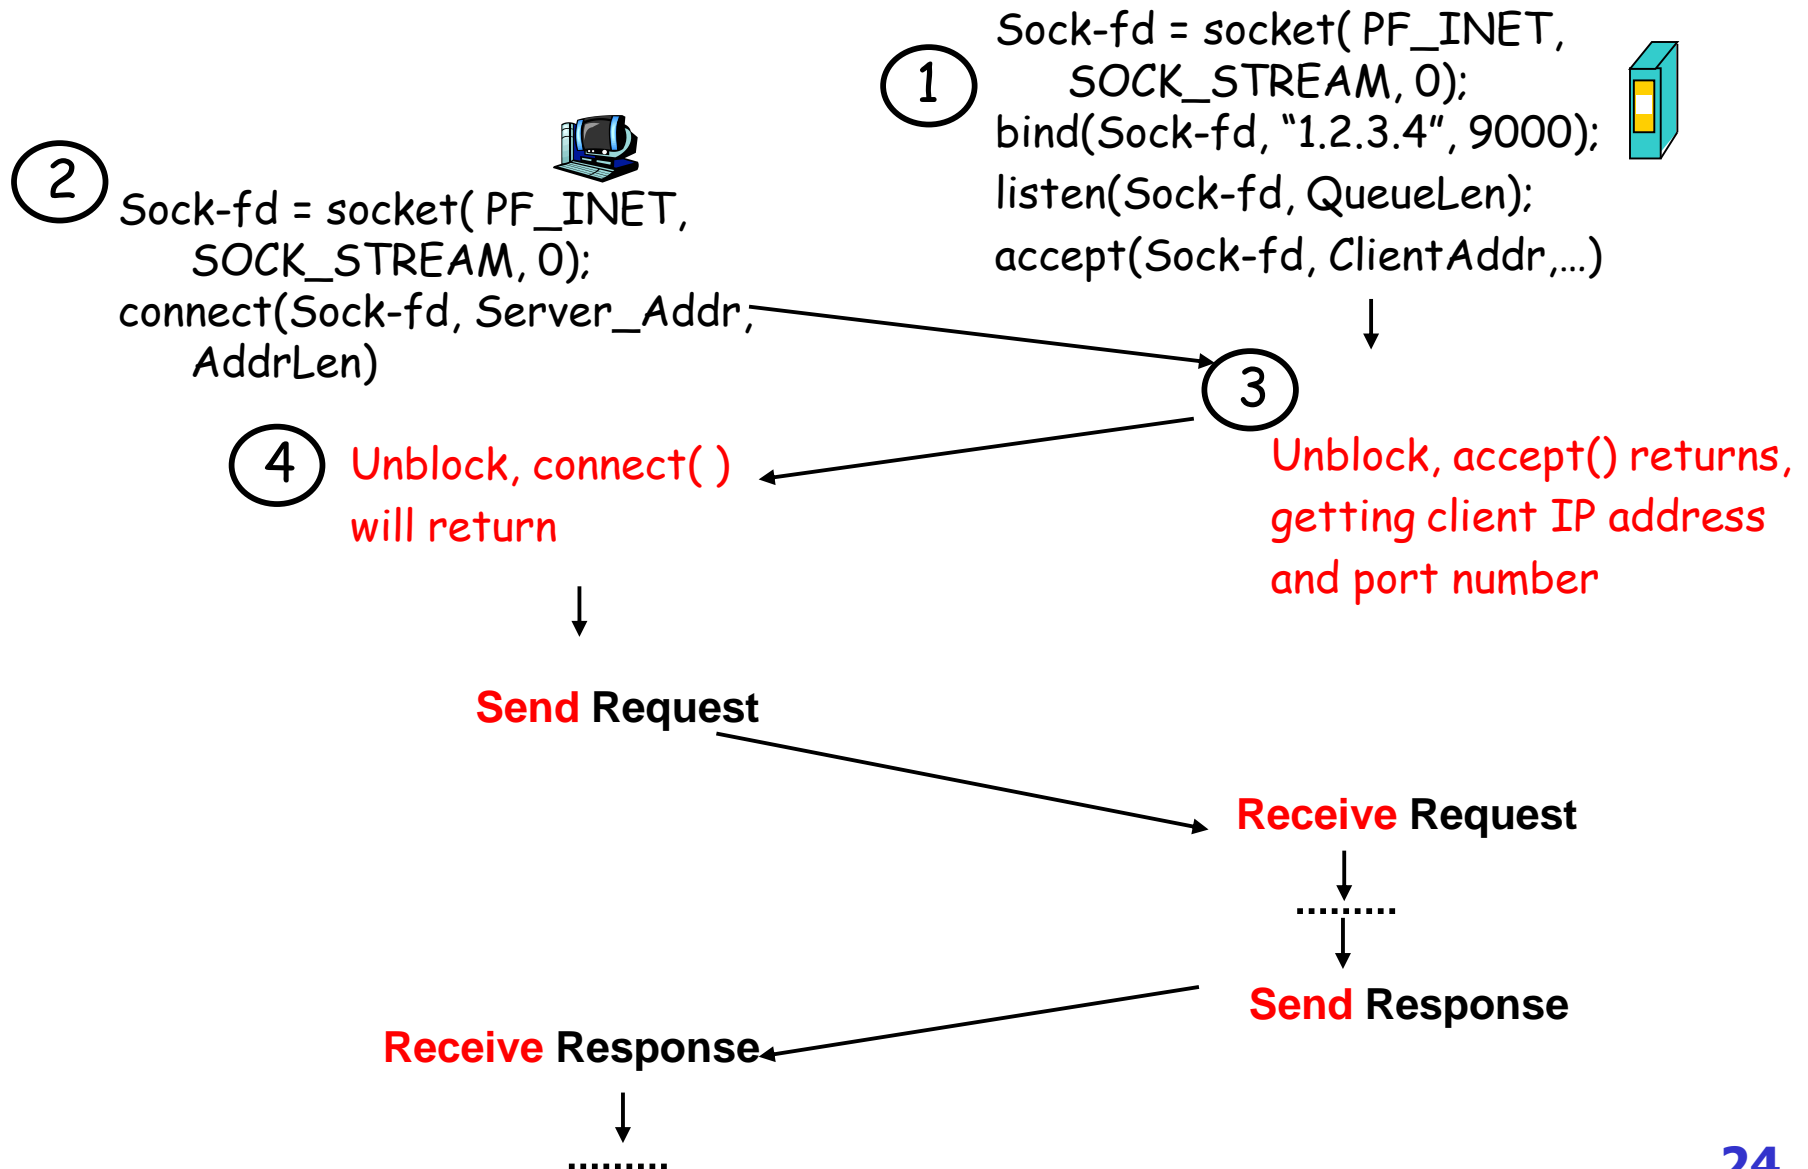 1
Sock-fd = socket( PF_INET,
SOCK_STREAM, 0);
bind(Sock-fd, “1.2.3.4”, 9000);
listen(Sock-fd, QueueLen);
accept(Sock-fd, ClientAddr,…)
2
Sock-fd = socket( PF_INET,
SOCK_STREAM, 0);
connect(Sock-fd, Server_Addr,
AddrLen)
3
Unblock, accept() returns,
getting client IP address
and port number
4
Unblock, connect( )
will return
Send Request
Receive Request
………
Send Response
Receive Response
………
24